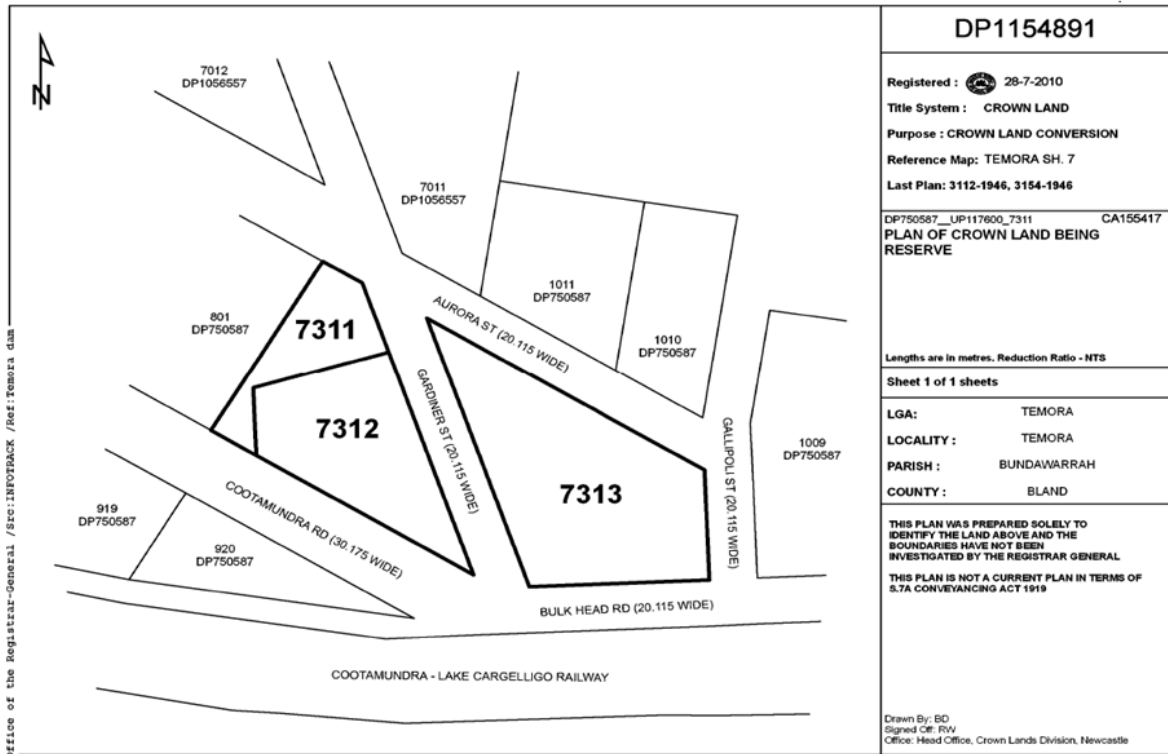 DP1154891
Registered : 28-7-2010
Title System : CROWN LAND
Purpose : CROWN LAND CONVERSION
Reference Map: TEMORA SH. 7
Last Plan: 3112-1946, 3154-1946
DP750587__UP117600_7311 CA155417
PLAN OF CROWN LAND BEING
RESERVE
Lengths are in metres. Reduction Ratio - NTS
Sheet 1 of 1 sheets
LGA: TEMORA
LOCALITY : TEMORA
PARISH : BUNDAWARRAH
COUNTY : BLAND
THIS PLAN WAS PREPARED SOLELY TO
IDENTIFY THE LAND ABOVE AND THE
BOUNDARIES HAVE NOT BEEN
INVESTIGATED BY THE REGISTRAR GENERAL
THIS PLAN IS NOT A CURRENT PLAN IN TERMS OF
S.7A CONVEYANCING ACT 1919
Drawn By: BD
Signed Off: RW
Office: Head Office, Crown Lands Division, Newcastle
N
7012
DP1056557
7011
DP1056557
1011
DP750587
1010
DP750587
801
DP750587
7311
AURORA ST (20.115 WIDE)
7312
GARDINER ST (20.115 WIDE)
7313
GALLIPOLI ST (20.115 WIDE)
1009
DP750587
919
DP750587
920
DP750587
COOTAMUNDRA RD (30.175 WIDE)
BULK HEAD RD (20.115 WIDE)
COOTAMUNDRA - LAKE CARGELLIGO RAILWAY
Office of the Registrar-General /Src:INFOTRACK /Ref:Temora dam